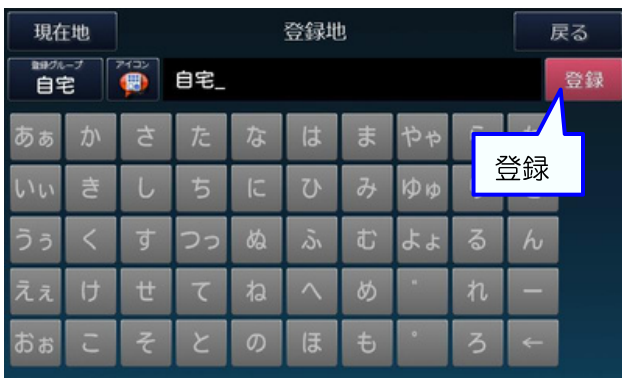 現在地 登録地 戻る
登録グループ アイコン
自宅 自宅_ 登録
あぁ か さ た な は ま やゃ
登録
いぃ き し ち に ひ み ゆゅ
うぅ く す つっ ぬ ふ む よょ る ん
えぇ け せ て ね へ め ゛ れ ー
おぉ こ そ と の ほ も ゜ ろ ←